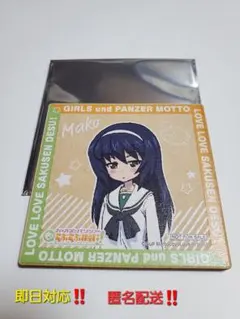 GIRLS und PANZER MOTTO
LOVE LOVE SAKUSEN DESU!
Mako
LOVE LOVE SAKUSEN DESU!
GIRLS und PANZER MOTTO
即日対応‼️ 匿名配送‼️